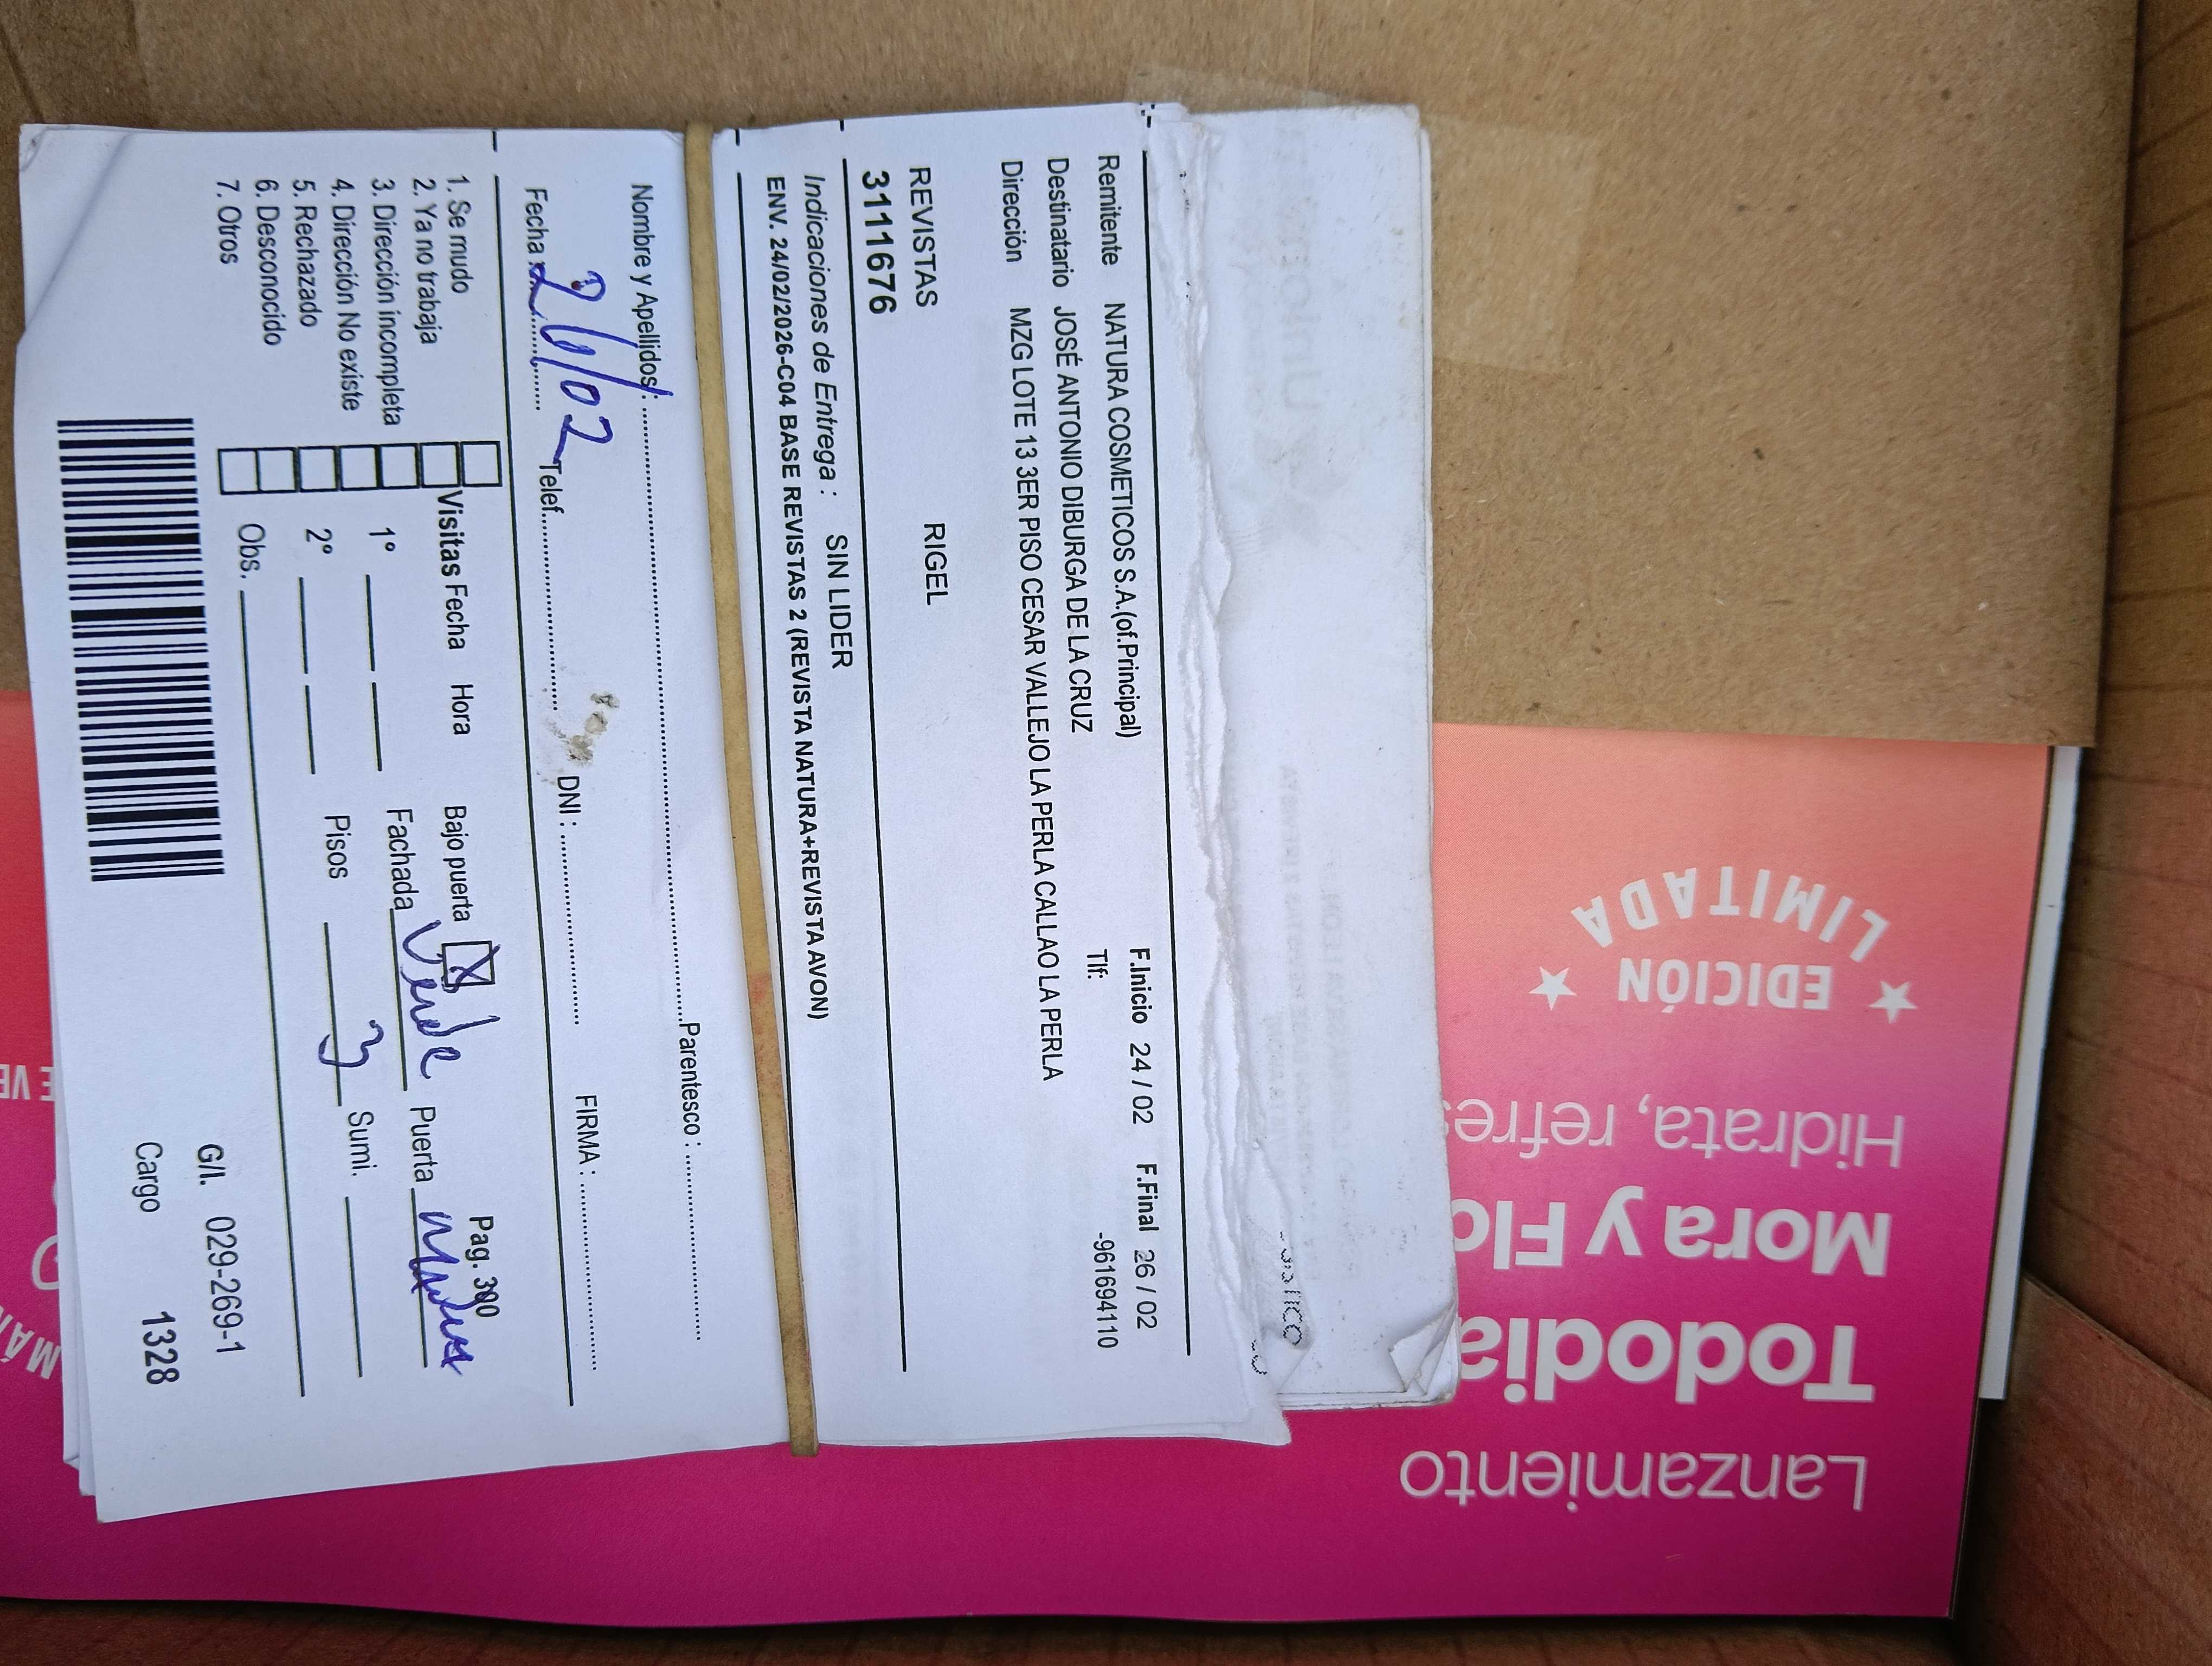 Remitente NATURA COSMETICOS S.A.(of.Principal) F.Inicio 24 / 02 F.Final 26 / 02
Destinatario JOSÉ ANTONIO DIBURGA DE LA CRUZ Tlf: -961694110
Dirección MZG LOTE 13 3ER PISO CESAR VALLEJO LA PERLA CALLAO LA PERLA
REVISTAS RIGEL
3111676
Indicaciones de Entrega : SIN LIDER
ENV. 24/02/2026-C04 BASE REVISTAS 2 (REVISTA NATURA+REVISTA AVON)
Nombre y Apellidos : Parentesco :
Fecha : 26/02 Telef. DNI : FIRMA :
Pag. 390
1. Se mudo
2. Ya no trabaja
3. Dirección incompleta
4. Dirección No existe
5. Rechazado
6. Desconocido
7. Otros
Visitas Fecha Hora
1º
2º
Obs.
Bajo puerta X
Fachada Verde Puerta
Pisos 3 Sumi.
G/I. 029-269-1
Cargo 1328
Lanzamiento
Tododia
Mora y Flo
Hidrata, refres
EDICIÓN
LIMITADA